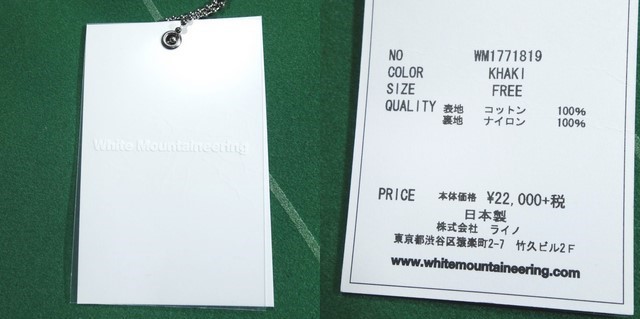 White Mountaineering
NO WM1771819
COLOR KHAKI
SIZE FREE
QUALITY 表地 コットン 100%
裏地 ナイロン 100%
PRICE 本体価格 ¥22,000+税
日本製
株式会社 ライノ
東京都渋谷区猿楽町2-7 竹久ビル2F
www.whitemountaineering.com